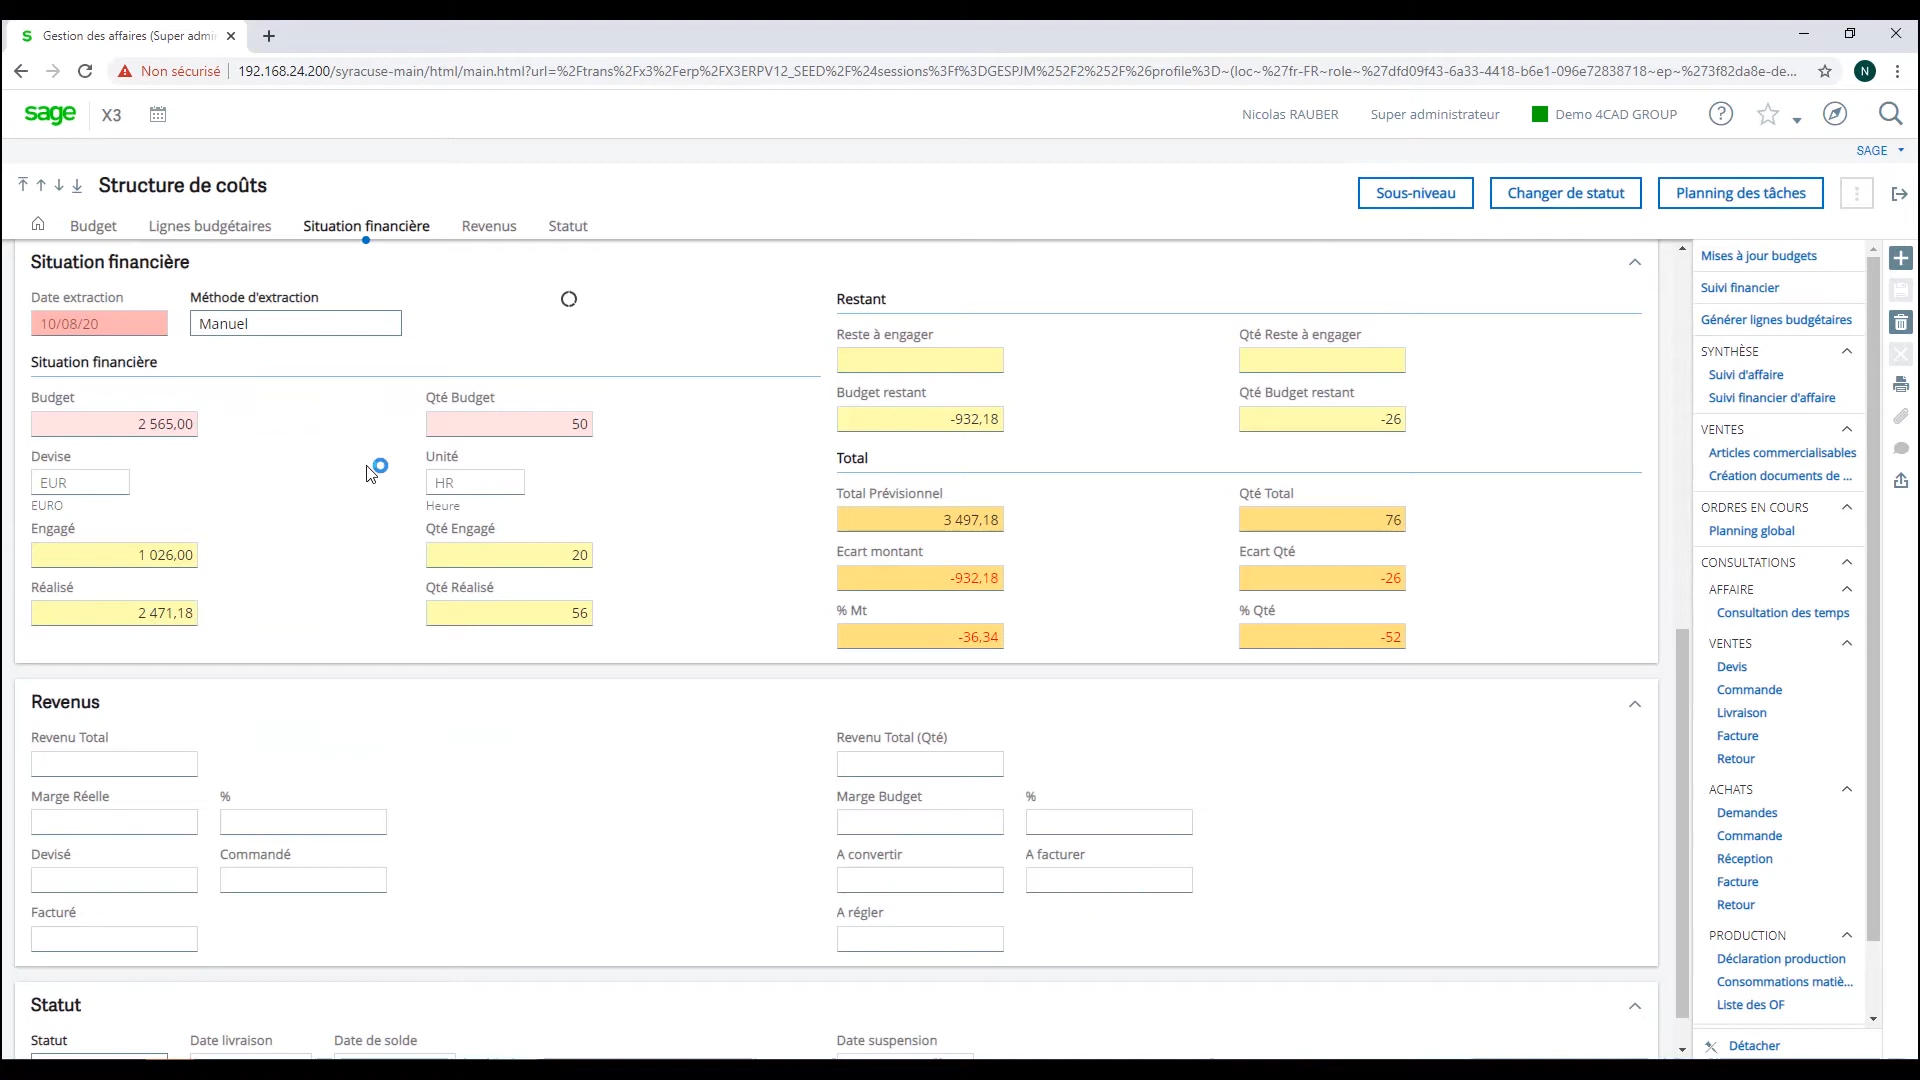 S Gestion des affaires (Super admi
Non sécurisé
192.168.24.200/syracuse-main/html/main.html?url=%2Ftrans%2Fx3%2Ferp%2FX3ERPV12_SEED%2F%24sessions%3Ff%3DGESPJM%252F2%252F%26profile%3D~(loc~%27fr-FR~role~%27dfd09f43-6a33-4418-b6e1-096e72838718~ep~%273f82da8e-de...
N
sage X3
Nicolas RAUBER
Super administrateur
Demo 4CAD GROUP
?
SAGE
Structure de coûts
Sous-niveau
Changer de statut
Planning des tâches
Budget
Lignes budgétaires
Situation financière
Revenus
Statut
Situation financière
Date extraction
Méthode d'extraction
10/08/20
Manuel
Situation financière
Budget
Qté Budget
2 565,00
50
Devise
Unité
EUR
HR
EURO
Heure
Engagé
Qté Engagé
1 026,00
20
Réalisé
Qté Réalisé
2 471,18
56
Restant
Reste à engager
Qté Reste à engager
Budget restant
Qté Budget restant
-932,18
-26
Total
Total Prévisionnel
Qté Total
3 497,18
76
Ecart montant
Ecart Qté
-932,18
-26
% Mt
% Qté
-36,34
-52
Revenus
Revenu Total
Revenu Total (Qté)
Marge Réelle
%
Marge Budget
%
Devisé
Commandé
A convertir
A facturer
Facturé
A régler
Statut
Statut
Date livraison
Date de solde
Date suspension
Mises à jour budgets
Suivi financier
Générer lignes budgétaires
SYNTHÈSE
Suivi d'affaire
Suivi financier d'affaire
VENTES
Articles commercialisables
Création documents de ...
ORDRES EN COURS
Planning global
CONSULTATIONS
AFFAIRE
Consultation des temps
VENTES
Devis
Commande
Livraison
Facture
Retour
ACHATS
Demandes
Commande
Réception
Facture
Retour
PRODUCTION
Déclaration production
Consommations matiè...
Liste des OF
Détacher